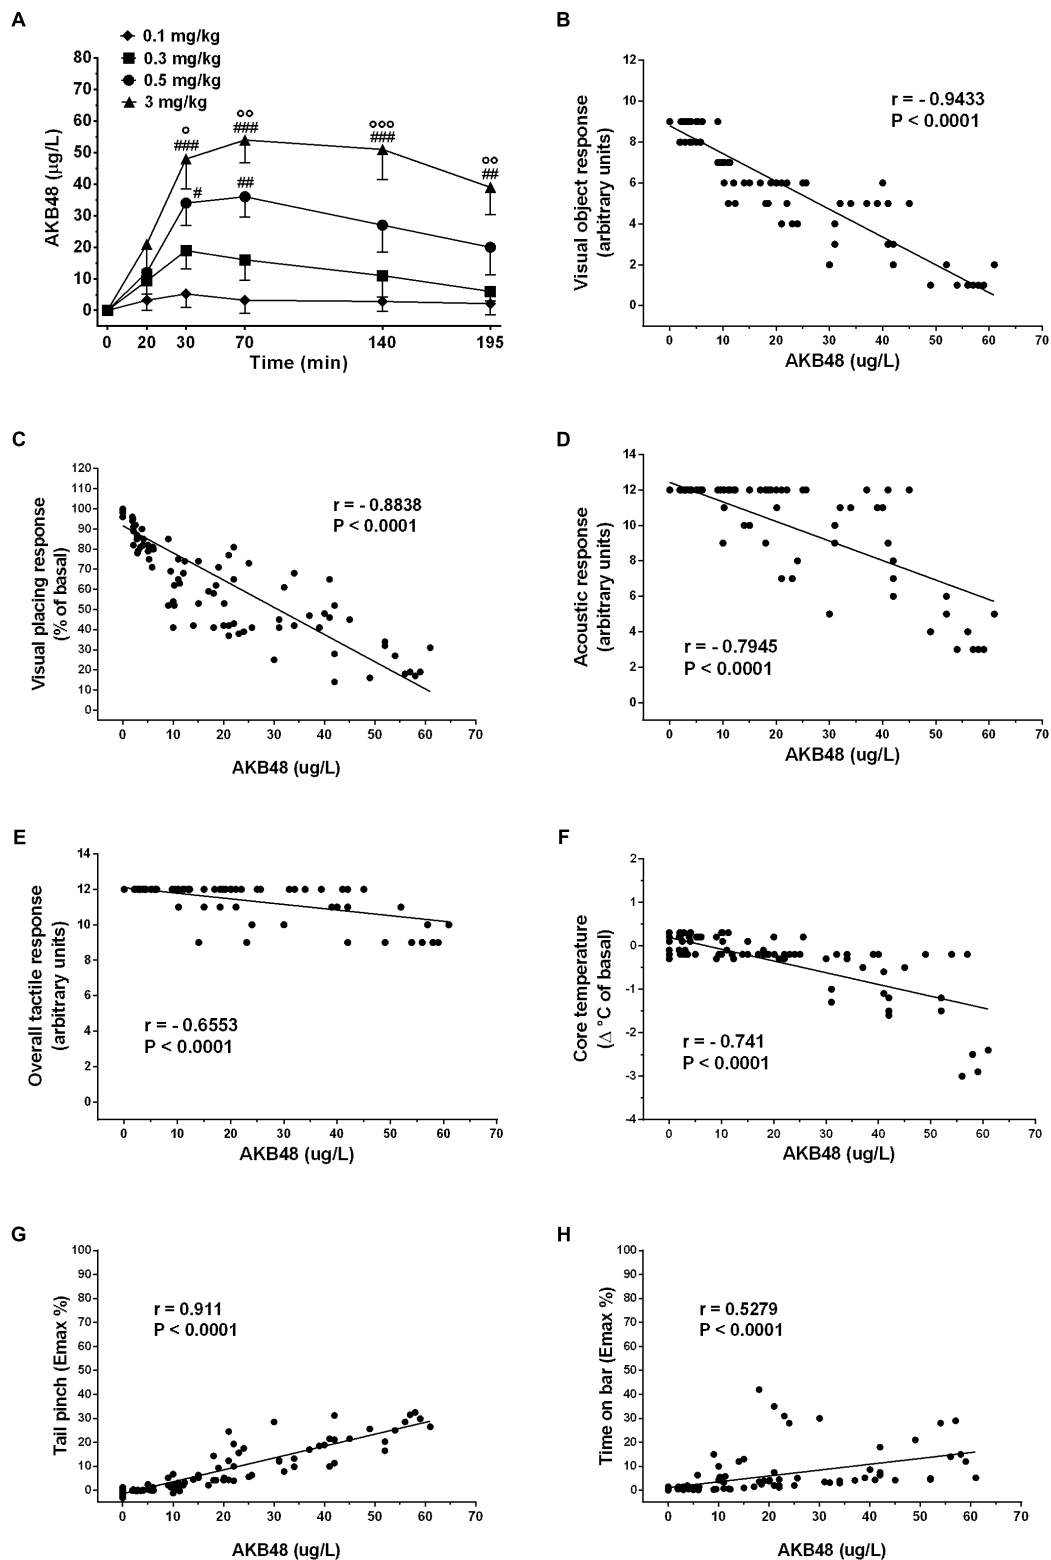 A
0.1 mg/kg
0.3 mg/kg
0.5 mg/kg
3 mg/kg
AKB48 (µg/L)
80
70
60
50
40
30
20
10
0
°
###
°°
###
°°°
###
°°
##
#
##
0 20 30 70 140 195
Time (min)
B
Visual object response
(arbitrary units)
12
10
8
6
4
2
0
r = - 0.9433
P < 0.0001
0 10 20 30 40 50 60 70
AKB48 (ug/L)
C
Visual placing response
(% of basal)
120
110
100
90
80
70
60
50
40
30
20
10
0
r = - 0.8838
P < 0.0001
0 10 20 30 40 50 60 70
AKB48 (ug/L)
D
Acoustic response
(arbitrary units)
14
12
10
8
6
4
2
0
r = - 0.7945
P < 0.0001
0 10 20 30 40 50 60 70
AKB48 (ug/L)
E
Overall tactile response
(arbitrary units)
14
12
10
8
6
4
2
0
r = - 0.6553
P < 0.0001
0 10 20 30 40 50 60 70
AKB48 (ug/L)
F
Core temperature
(Δ °C of basal)
2
1
0
-1
-2
-3
-4
r = - 0.741
P < 0.0001
0 10 20 30 40 50 60 70
AKB48 (ug/L)
G
Tail pinch (Emax %)
100
90
80
70
60
50
40
30
20
10
0
r = 0.911
P < 0.0001
0 10 20 30 40 50 60 70
AKB48 (ug/L)
H
Time on bar (Emax %)
100
90
80
70
60
50
40
30
20
10
0
r = 0.5279
P < 0.0001
0 10 20 30 40 50 60 70
AKB48 (ug/L)